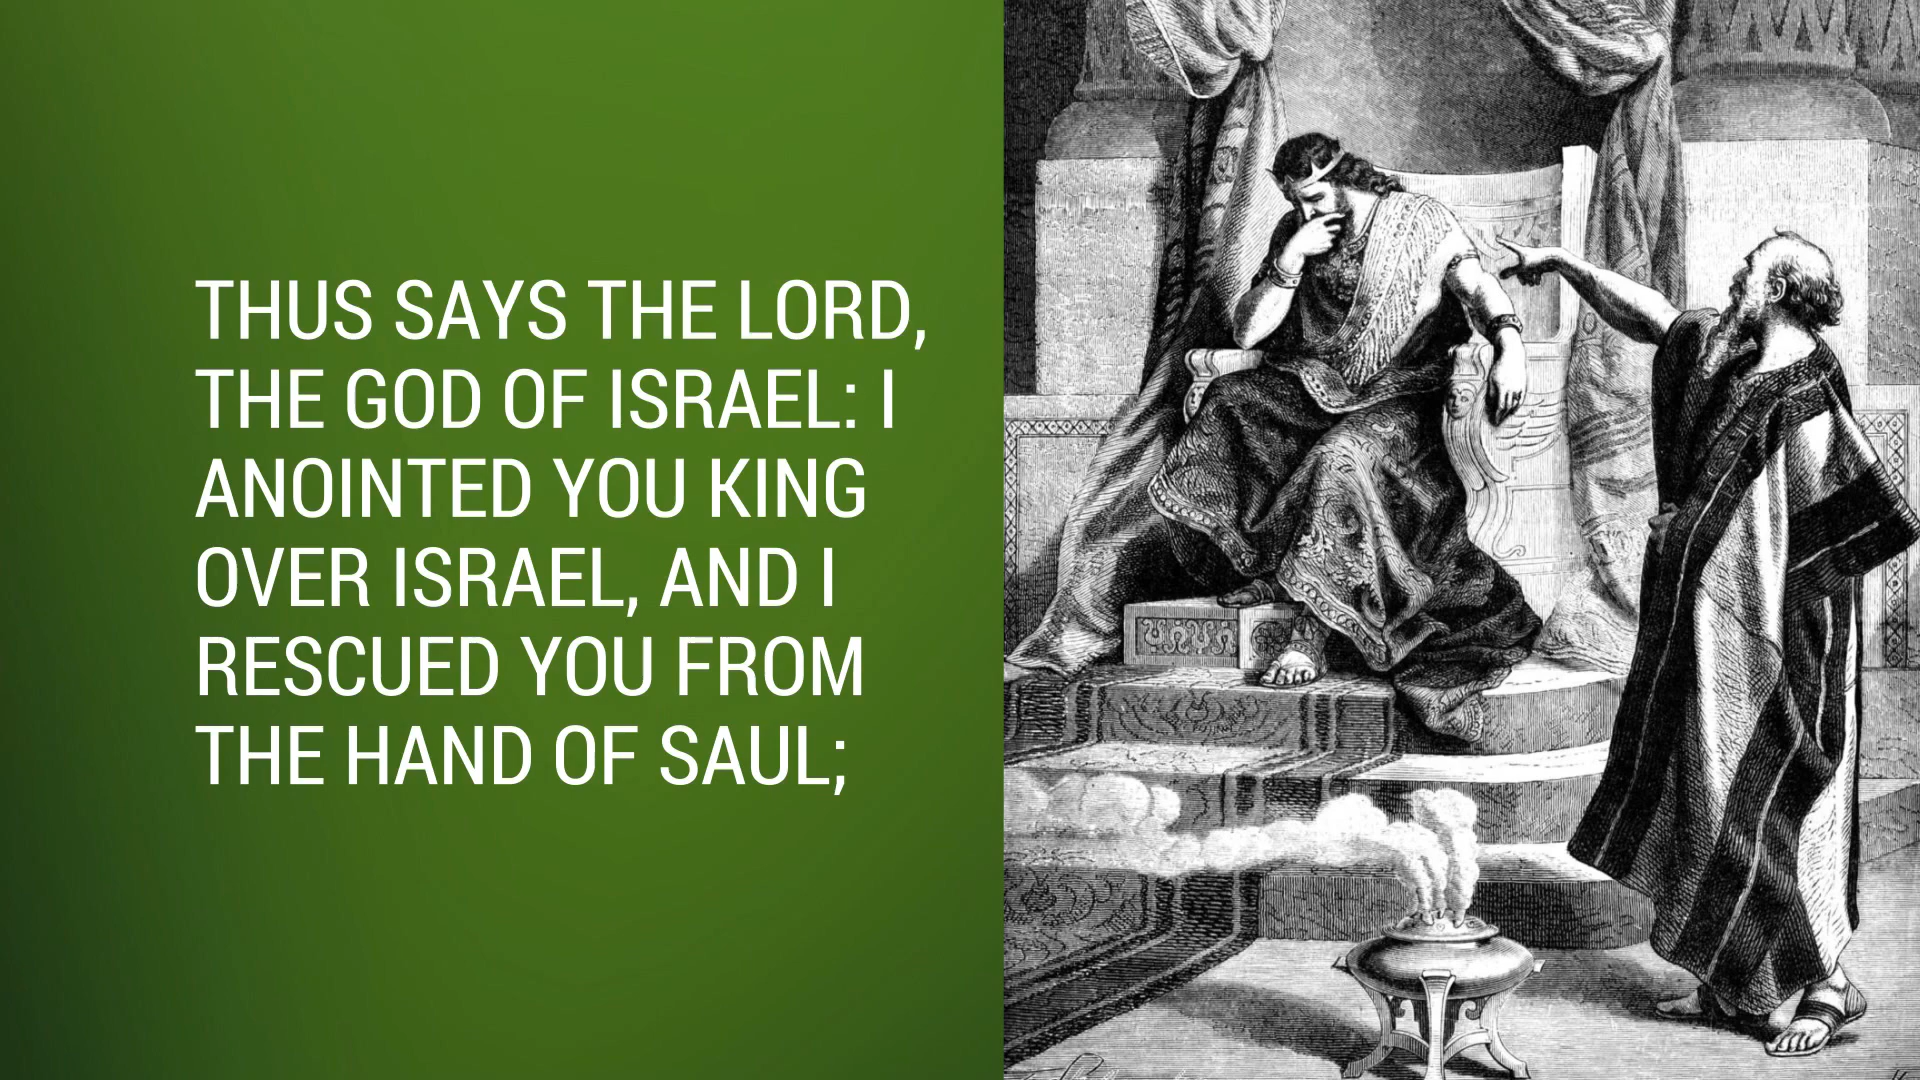 THUS SAYS THE LORD,
THE GOD OF ISRAEL: I
ANOINTED YOU KING
OVER ISRAEL, AND I
RESCUED YOU FROM
THE HAND OF SAUL;